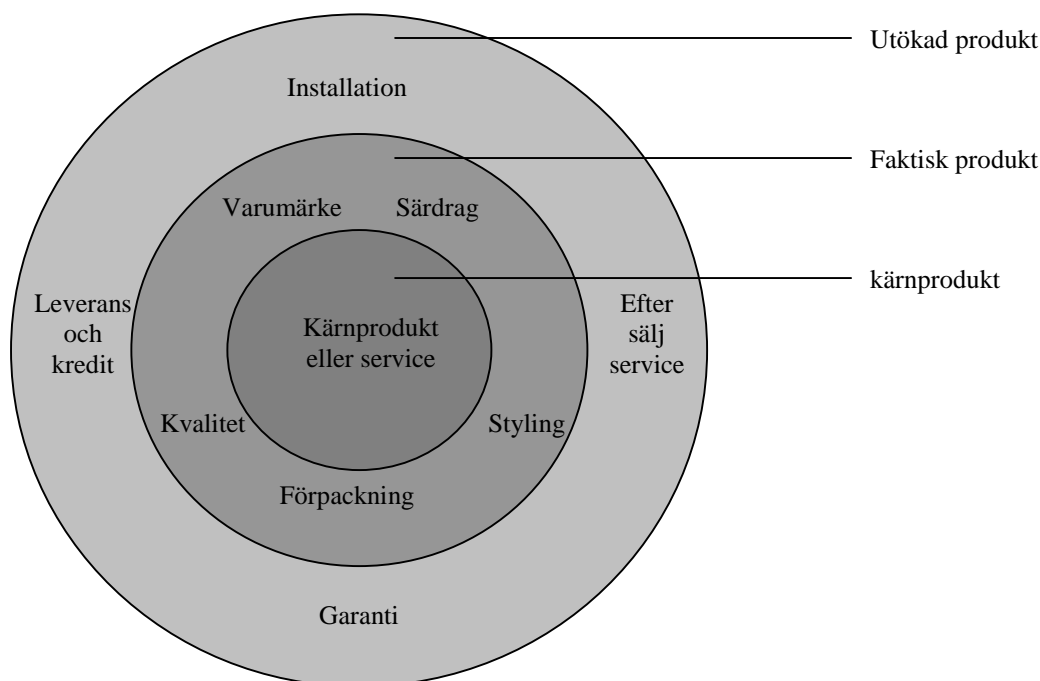 Utökad produkt
Installation
Faktisk produkt
Varumärke
Särdrag
kärnprodukt
Leverans
och
kredit
Kärnprodukt
eller service
Efter
sälj
service
Kvalitet
Styling
Förpackning
Garanti